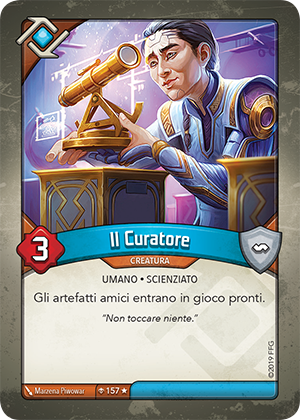 Il Curatore
CREATURA
3
UMANO • SCIENZIATO
Gli artefatti amici entrano in gioco pronti.
“Non toccare niente.”
Marzena Piwowar
157
©2019 FFG